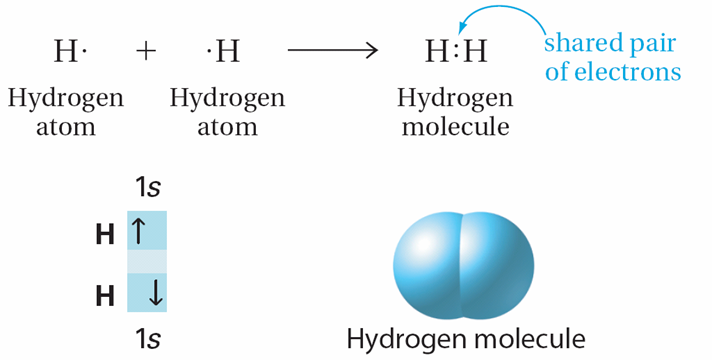 H· + ·H ⟶ H:H
shared pair
of electrons
Hydrogen
atom
Hydrogen
atom
Hydrogen
molecule
1s
H ↑
H ↓
1s
Hydrogen molecule